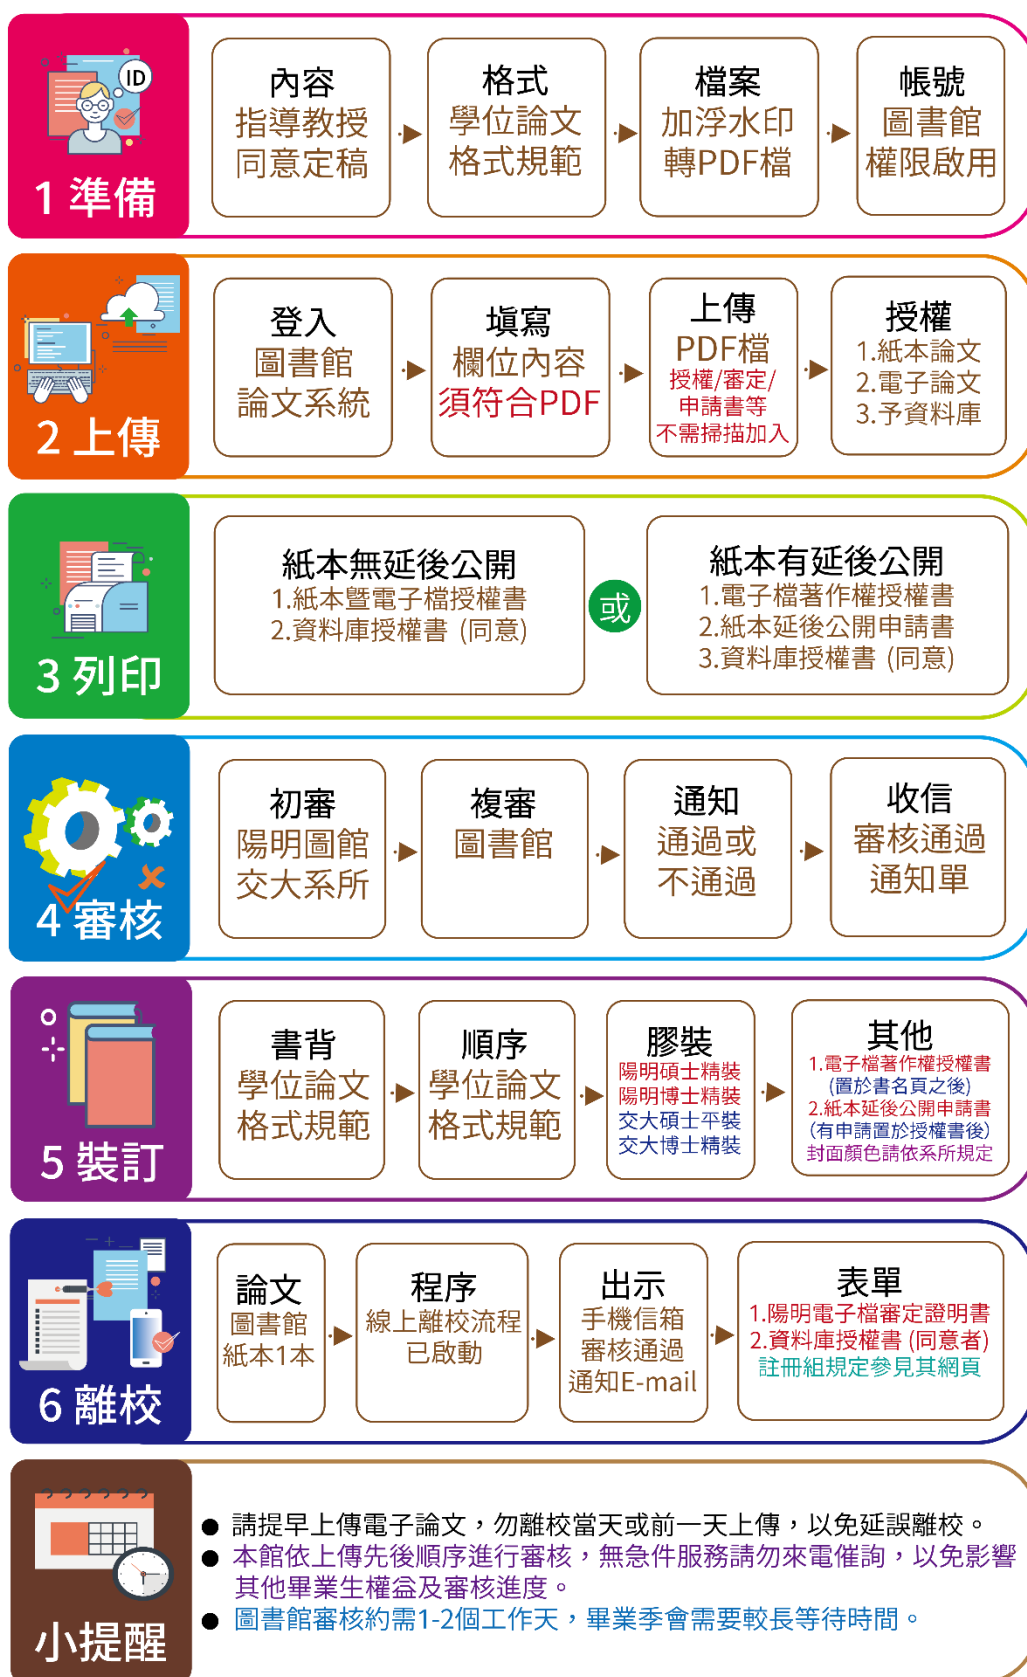 ID
1 準備
內容
指導教授
同意定稿
格式
學位論文
格式規範
檔案
加浮水印
轉PDF檔
帳號
圖書館
權限啟用
2 上傳
登入
圖書館
論文系統
填寫
欄位內容
須符合PDF
上傳
PDF檔
授權/審定/
申請書等
不需掃描加入
授權
1.紙本論文
2.電子論文
3.予資料庫
3 列印
紙本無延後公開
1.紙本暨電子檔授權書
2.資料庫授權書 (同意)
或
紙本有延後公開
1.電子檔著作權授權書
2.紙本延後公開申請書
3.資料庫授權書 (同意)
4 審核
初審
陽明圖館
交大系所
複審
圖書館
通知
通過或
不通過
收信
審核通過
通知單
5 裝訂
書背
學位論文
格式規範
順序
學位論文
格式規範
膠裝
陽明碩士精裝
陽明博士精裝
交大碩士平裝
交大博士精裝
其他
1.電子檔著作權授權書
(置於書名頁之後)
2.紙本延後公開申請書
(有申請置於授權書後)
封面顏色請依系所規定
6 離校
論文
圖書館
紙本1本
程序
線上離校流程
已啟動
出示
手機信箱
審核通過
通知E-mail
表單
1.陽明電子檔審定證明書
2.資料庫授權書 (同意者)
註冊組規定參見其網頁
小提醒
● 請提早上傳電子論文，勿離校當天或前一天上傳，以免延誤離校。
● 本館依上傳先後順序進行審核，無急件服務請勿來電催詢，以免影響
其他畢業生權益及審核進度。
● 圖書館審核約需1-2個工作天，畢業季會需要較長等待時間。